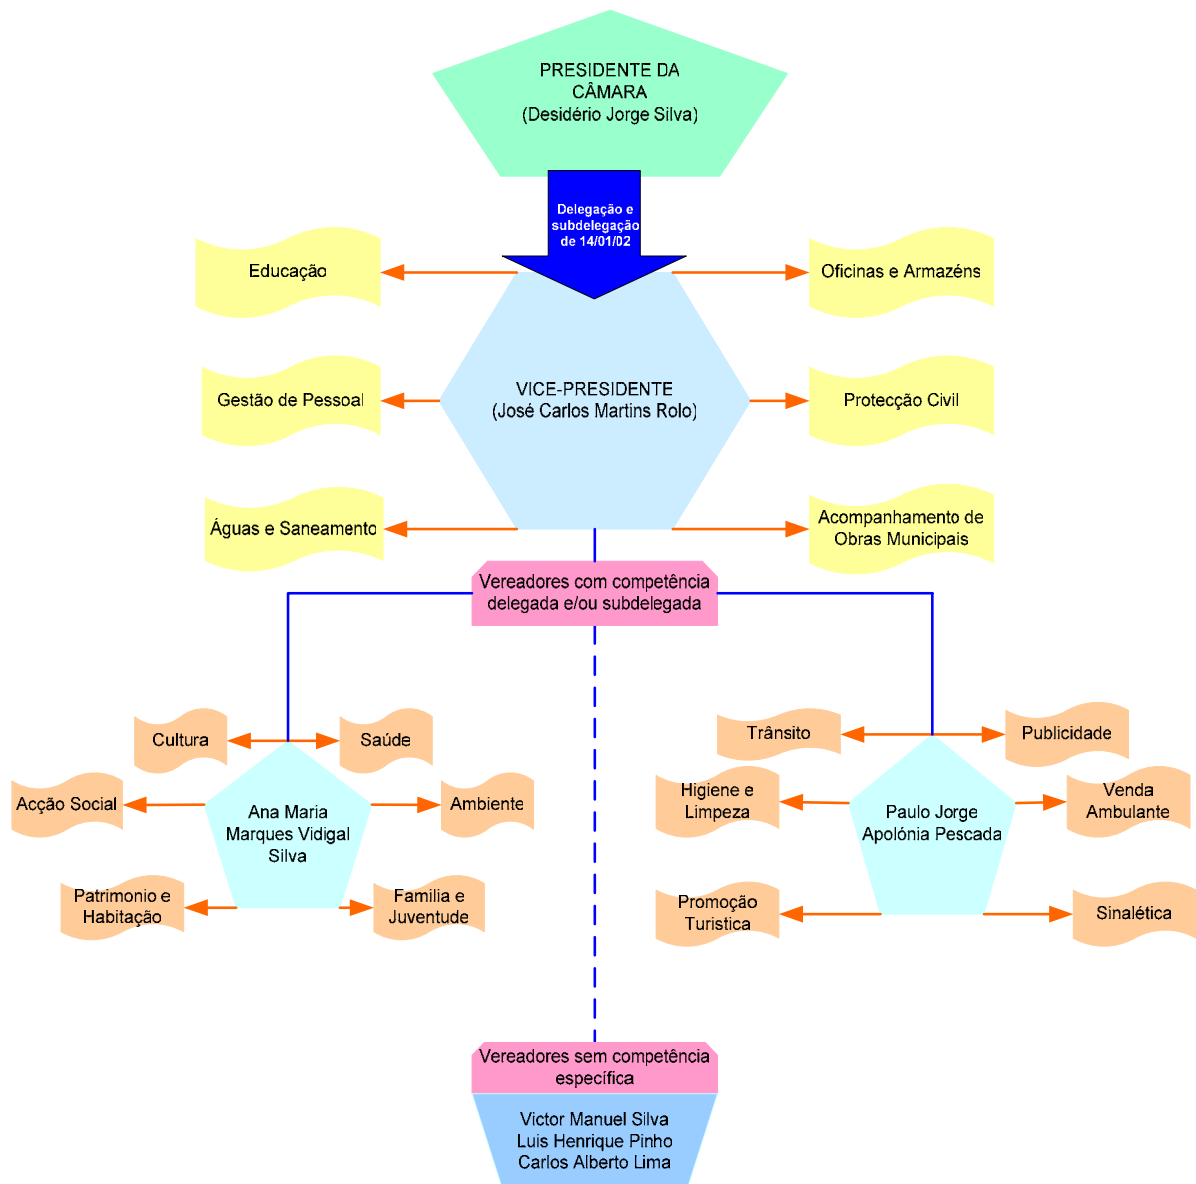 PRESIDENTE DA
CÂMARA
(Desidério Jorge Silva)
Delegação e
subdelegação
de 14/01/02
Educação
Oficinas e Armazéns
Gestão de Pessoal
VICE-PRESIDENTE
(José Carlos Martins Rolo)
Protecção Civil
Águas e Saneamento
Acompanhamento de
Obras Municipais
Vereadores com competência
delegada e/ou subdelegada
Cultura
Saúde
Acção Social
Ana Maria
Marques Vidigal
Silva
Ambiente
Patrimonio e
Habitação
Familia e
Juventude
Trânsito
Publicidade
Higiene e
Limpeza
Paulo Jorge
Apolónia Pescada
Venda
Ambulante
Promoção
Turistica
Sinalética
Vereadores sem competência
específica
Victor Manuel Silva
Luis Henrique Pinho
Carlos Alberto Lima